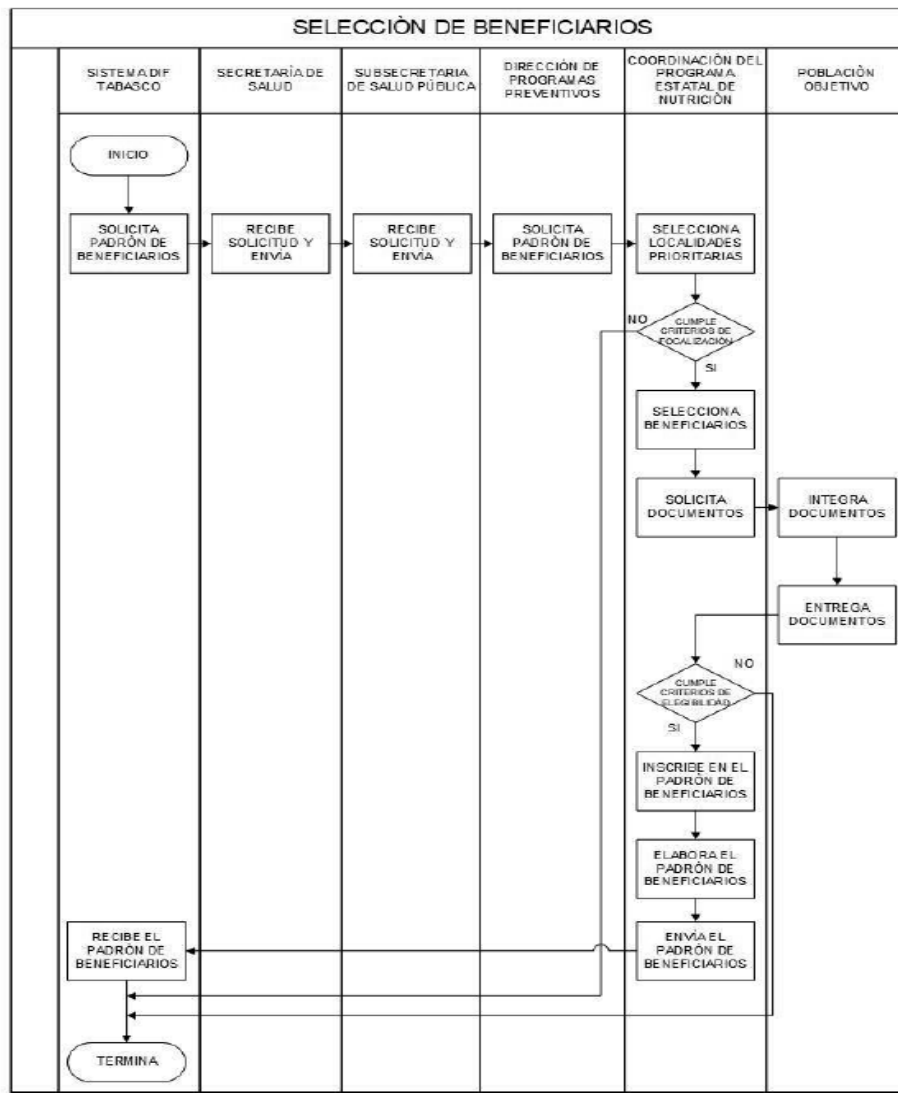 SELECCIÒN DE BENEFICIARIOS
SISTEMA DIF
TABASCO
SECRETARÍA DE
SALUD
SUBSECRETARIA
DE SALUD PÚBLICA
DIRECCIÓN DE
PROGRAMAS
PREVENTIVOS
COORDINACIÓN DEL
PROGRAMA
ESTATAL DE
NUTRICIÓN
POBLACIÓN
OBJETIVO
INICIO
SOLICITA
PADRÓN DE
BENEFICIARIOS
RECIBE
SOLICITUD Y
ENVÍA
RECIBE
SOLICITUD Y
ENVÍA
SOLICITA
PADRÓN DE
BENEFICIARIOS
SELECCIONA
LOCALIDADES
PRIORITARIAS
NO
CUMPLE
CRITERIOS DE
FOCALIZACIÓN
SI
SELECCIONA
BENEFICIARIOS
SOLICITA
DOCUMENTOS
INTEGRA
DOCUMENTOS
ENTREGA
DOCUMENTOS
NO
CUMPLE
CRITERIOS DE
ELEGIBILIDAD
SI
INSCRIBE EN EL
PADRÓN DE
BENEFICIARIOS
ELABORA EL
PADRÓN DE
BENEFICIARIOS
RECIBE EL
PADRÓN DE
BENEFICIARIOS
ENVÍA EL
PADRÓN DE
BENEFICIARIOS
TERMINA